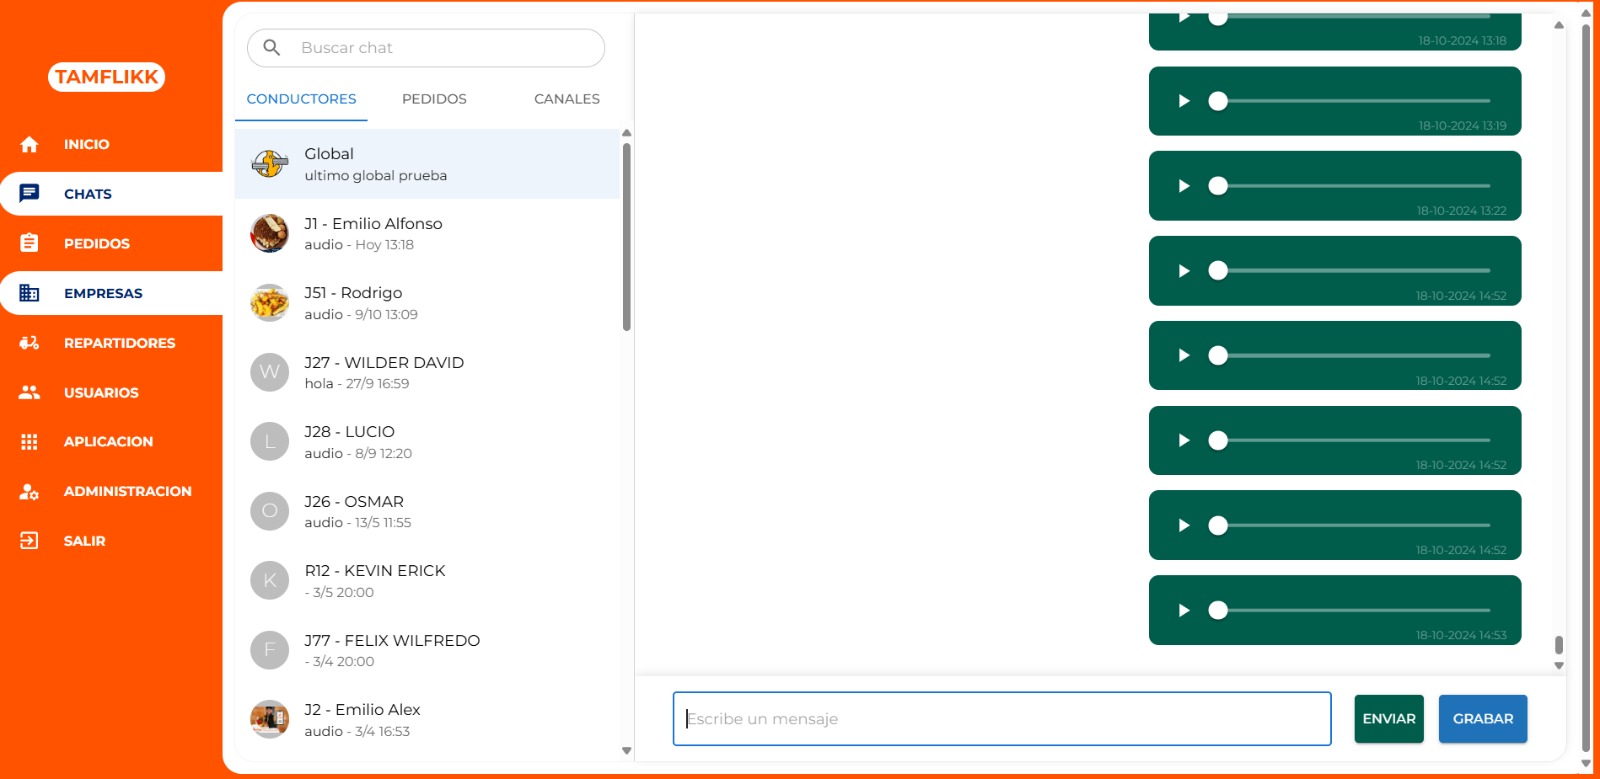 TAMFLIKK
INICIO
CHATS
PEDIDOS
EMPRESAS
REPARTIDORES
USUARIOS
APLICACION
ADMINISTRACION
SALIR
Buscar chat
CONDUCTORES PEDIDOS CANALES
Global
ultimo global prueba
J1 - Emilio Alfonso
audio - Hoy 13:18
J51 - Rodrigo
audio - 9/10 13:09
W
J27 - WILDER DAVID
hola - 27/9 16:59
L
J28 - LUCIO
audio - 8/9 12:20
O
J26 - OSMAR
audio - 13/5 11:55
K
R12 - KEVIN ERICK
- 3/5 20:00
F
J77 - FELIX WILFREDO
- 3/4 20:00
J2 - Emilio Alex
audio - 3/4 16:53
18-10-2024 13:18
18-10-2024 13:19
18-10-2024 13:22
18-10-2024 14:52
18-10-2024 14:52
18-10-2024 14:52
18-10-2024 14:52
18-10-2024 14:53
Escribe un mensaje
ENVIAR GRABAR